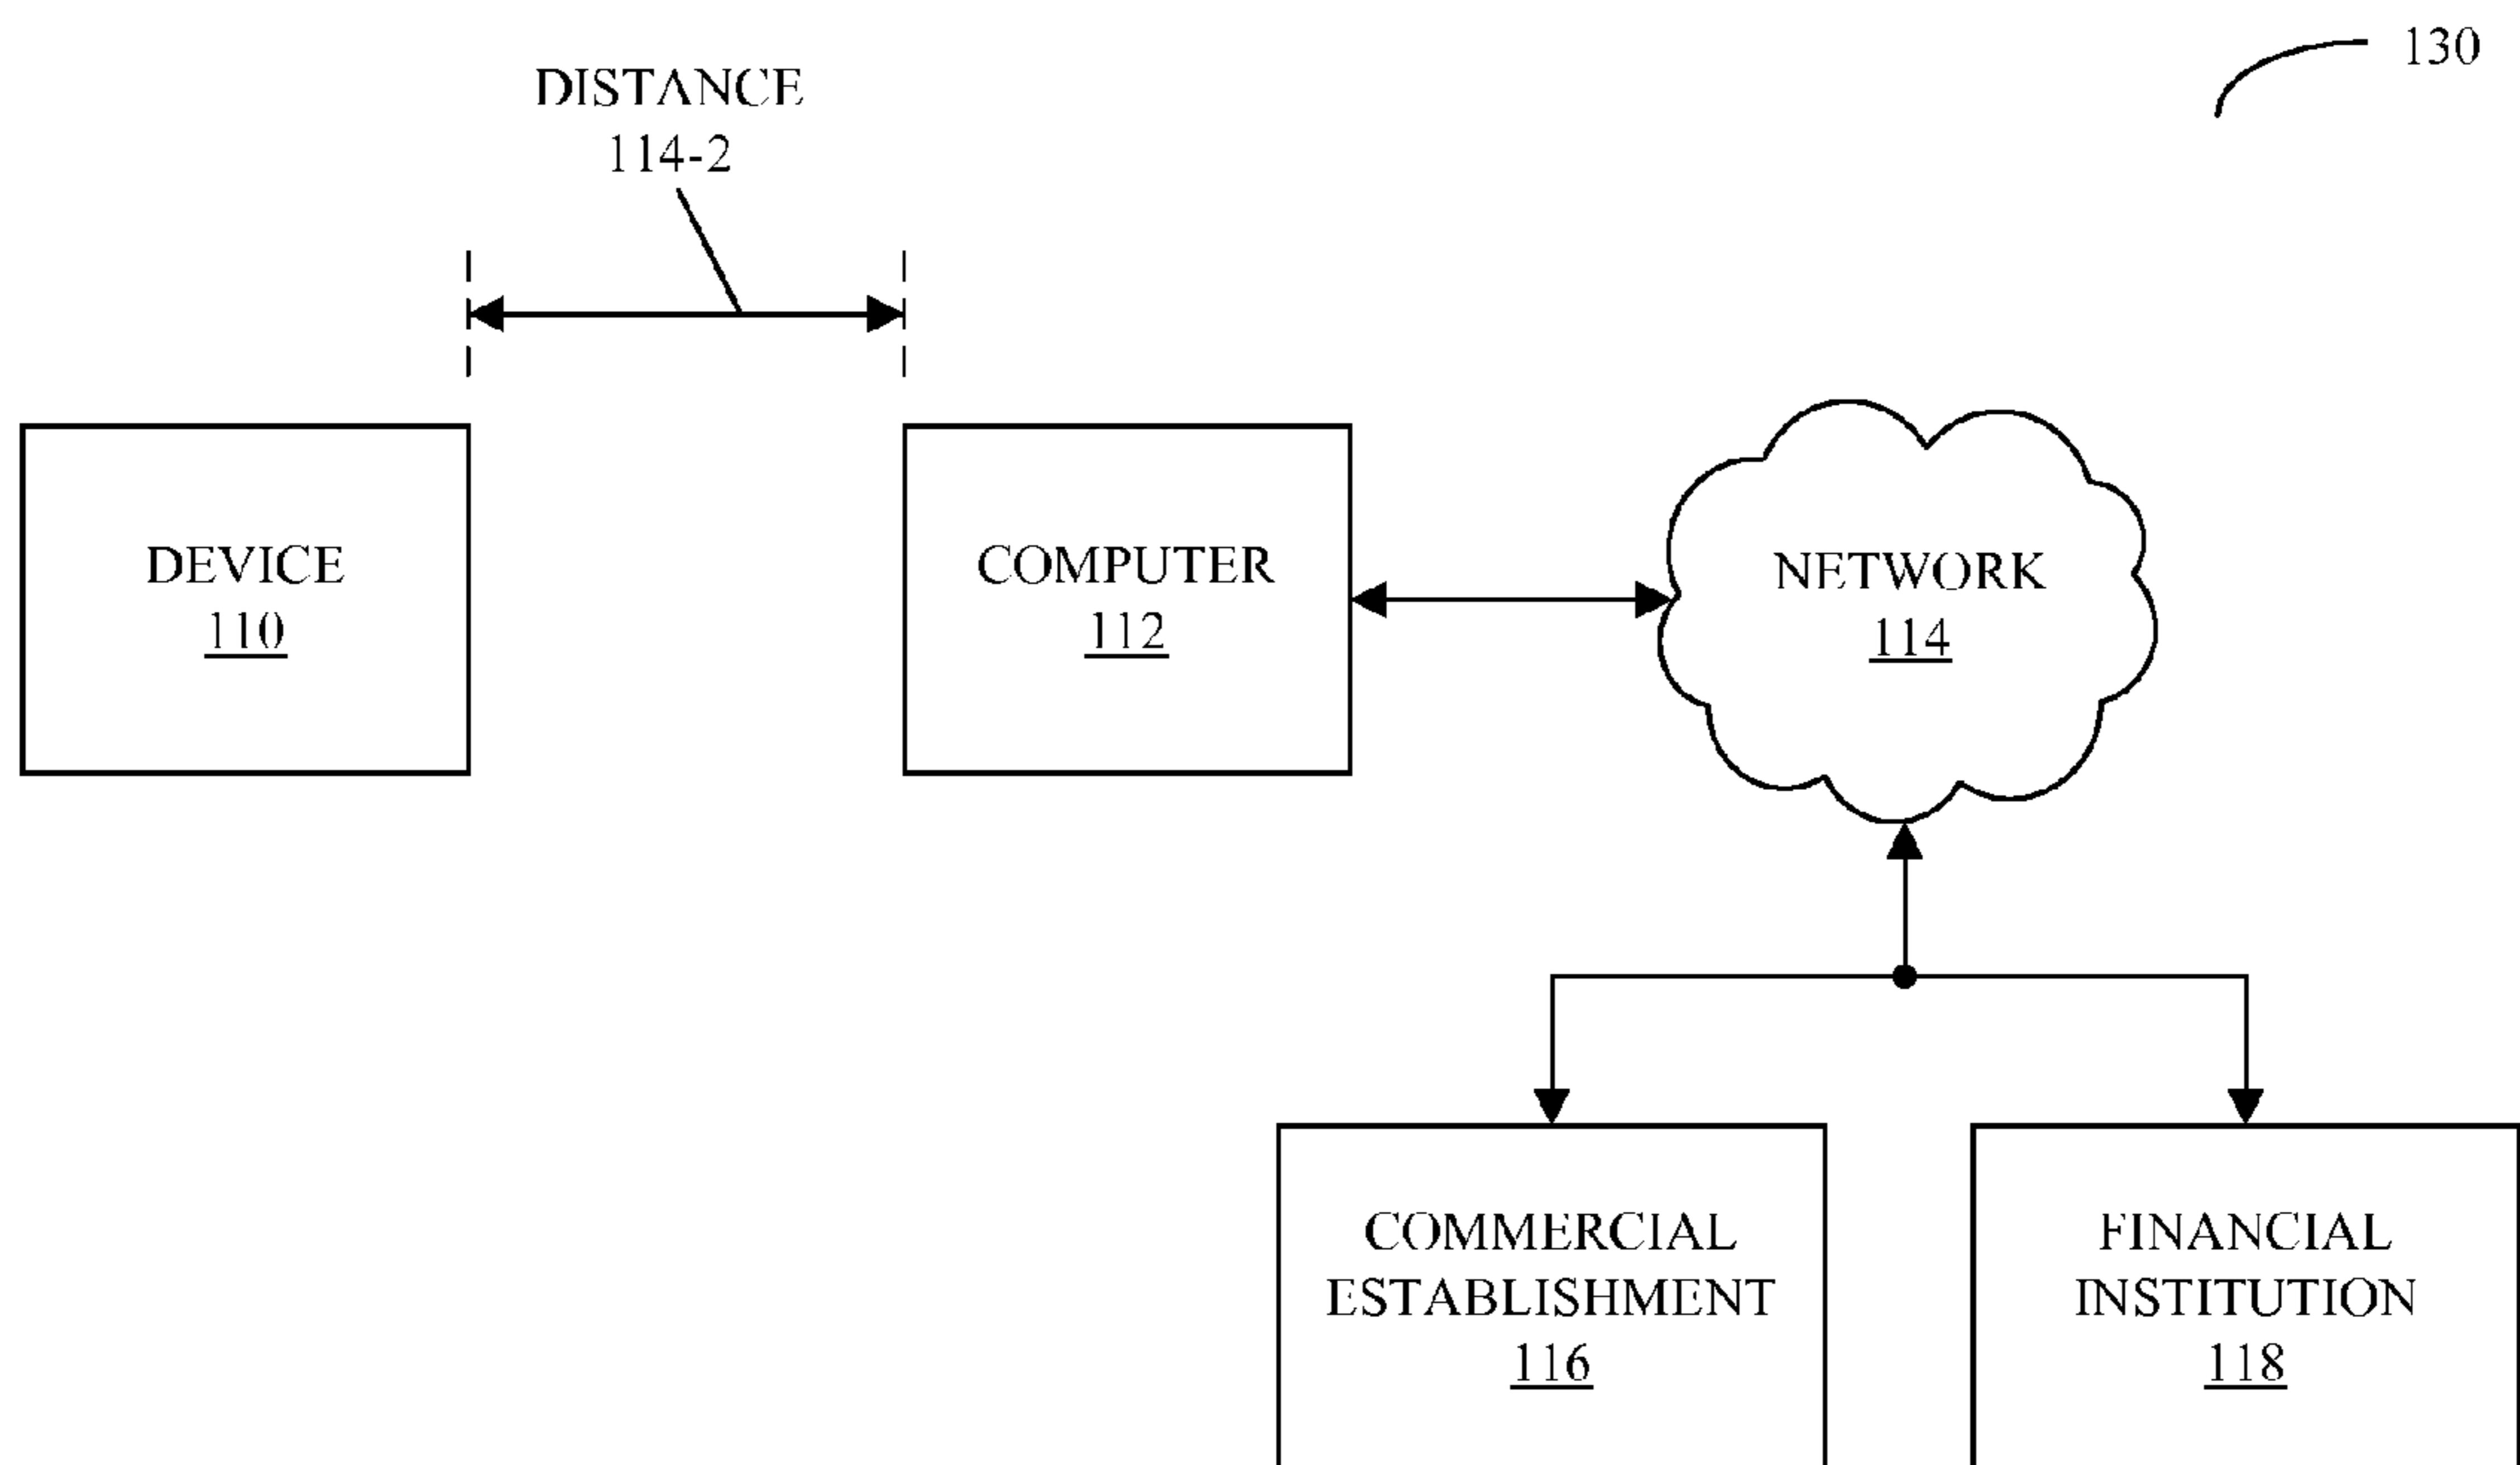 130
DISTANCE
114-2
DEVICE
110
COMPUTER
112
NETWORK
114
COMMERCIAL
ESTABLISHMENT
116
FINANCIAL
INSTITUTION
118